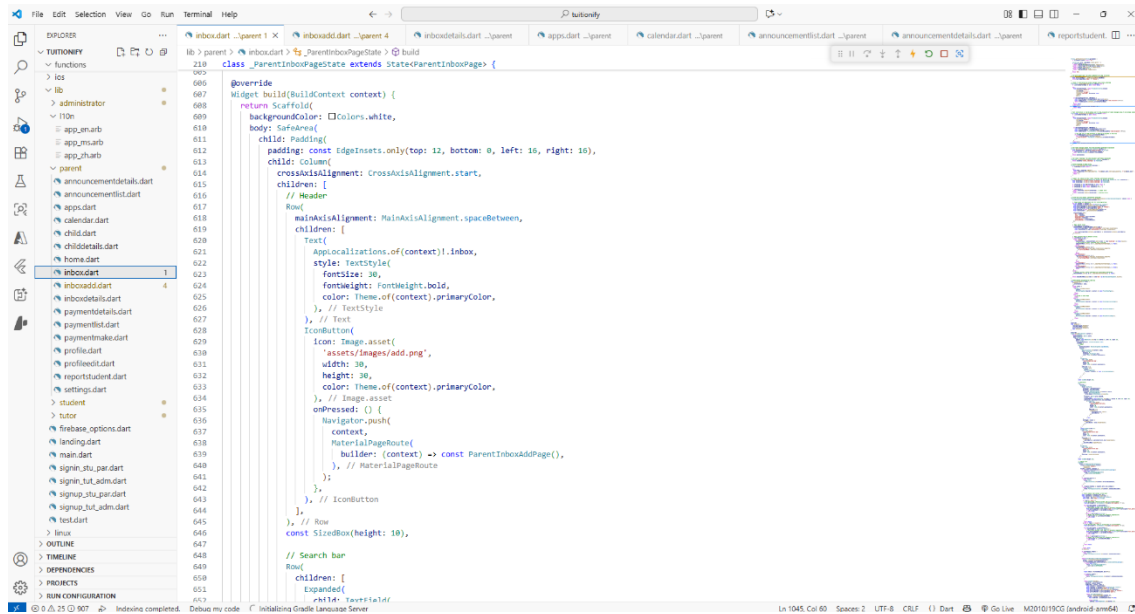 File Edit Selection View Go Run Terminal Help
tuitionify
EXPLORER
TUITIONIFY
functions
ios
lib
administrator
l10n
app_en.arb
app_ms.arb
app_zh.arb
parent
announcementdetails.dart
announcementlist.dart
apps.dart
calendar.dart
child.dart
childdetails.dart
home.dart
inbox.dart 1
inboxadd.dart 4
inboxdetails.dart
paymentdetails.dart
paymentlist.dart
paymentmake.dart
profile.dart
profileedit.dart
reportstudent.dart
settings.dart
student
tutor
firebase_options.dart
landing.dart
main.dart
signin_stu_par.dart
signin_tut_adm.dart
signup_stu_par.dart
signup_tut_adm.dart
test.dart
linux
OUTLINE
TIMELINE
DEPENDENCIES
PROJECTS
RUN CONFIGURATION
inbox.dart ...\parent 1 inboxadd.dart ...\parent 4 inboxdetails.dart ...\parent apps.dart ...\parent calendar.dart ...\parent announcementlist.dart ...\parent announcementdetails.dart ...\parent reportstudent.
lib > parent > inbox.dart > _ParentInboxPageState > build
210 class _ParentInboxPageState extends State<ParentInboxPage> {
605
606 @override
607 Widget build(BuildContext context) {
608 return Scaffold(
609 backgroundColor: Colors.white,
610 body: SafeArea(
611 child: Padding(
612 padding: const EdgeInsets.only(top: 12, bottom: 0, left: 16, right: 16),
613 child: Column(
614 crossAxisAlignment: CrossAxisAlignment.start,
615 children: [
616 // Header
617 Row(
618 mainAxisAlignment: MainAxisAlignment.spaceBetween,
619 children: [
620 Text(
621 AppLocalizations.of(context)!.inbox,
622 style: TextStyle(
623 fontSize: 30,
624 fontWeight: FontWeight.bold,
625 color: Theme.of(context).primaryColor,
626 ), // TextStyle
627 ), // Text
628 IconButton(
629 icon: Image.asset(
630 'assets/images/add.png',
631 width: 30,
632 height: 30,
633 color: Theme.of(context).primaryColor,
634 ), // Image.asset
635 onPressed: () {
636 Navigator.push(
637 context,
638 MaterialPageRoute(
639 builder: (context) => const ParentInboxAddPage(),
640 ), // MaterialPageRoute
641 );
642 },
643 ), // IconButton
644 ],
645 ), // Row
646 const SizedBox(height: 10),
647
648 // Search bar
649 Row(
650 children: [
651 Expanded(
652 child: TextField(
0 25 907 Indexing completed. Debug my code Initializing Gradle Language Server
Ln 1045, Col 60 Spaces: 2 UTF-8 CRLF {} Dart Go Live M2010J19CG (android-arm64)